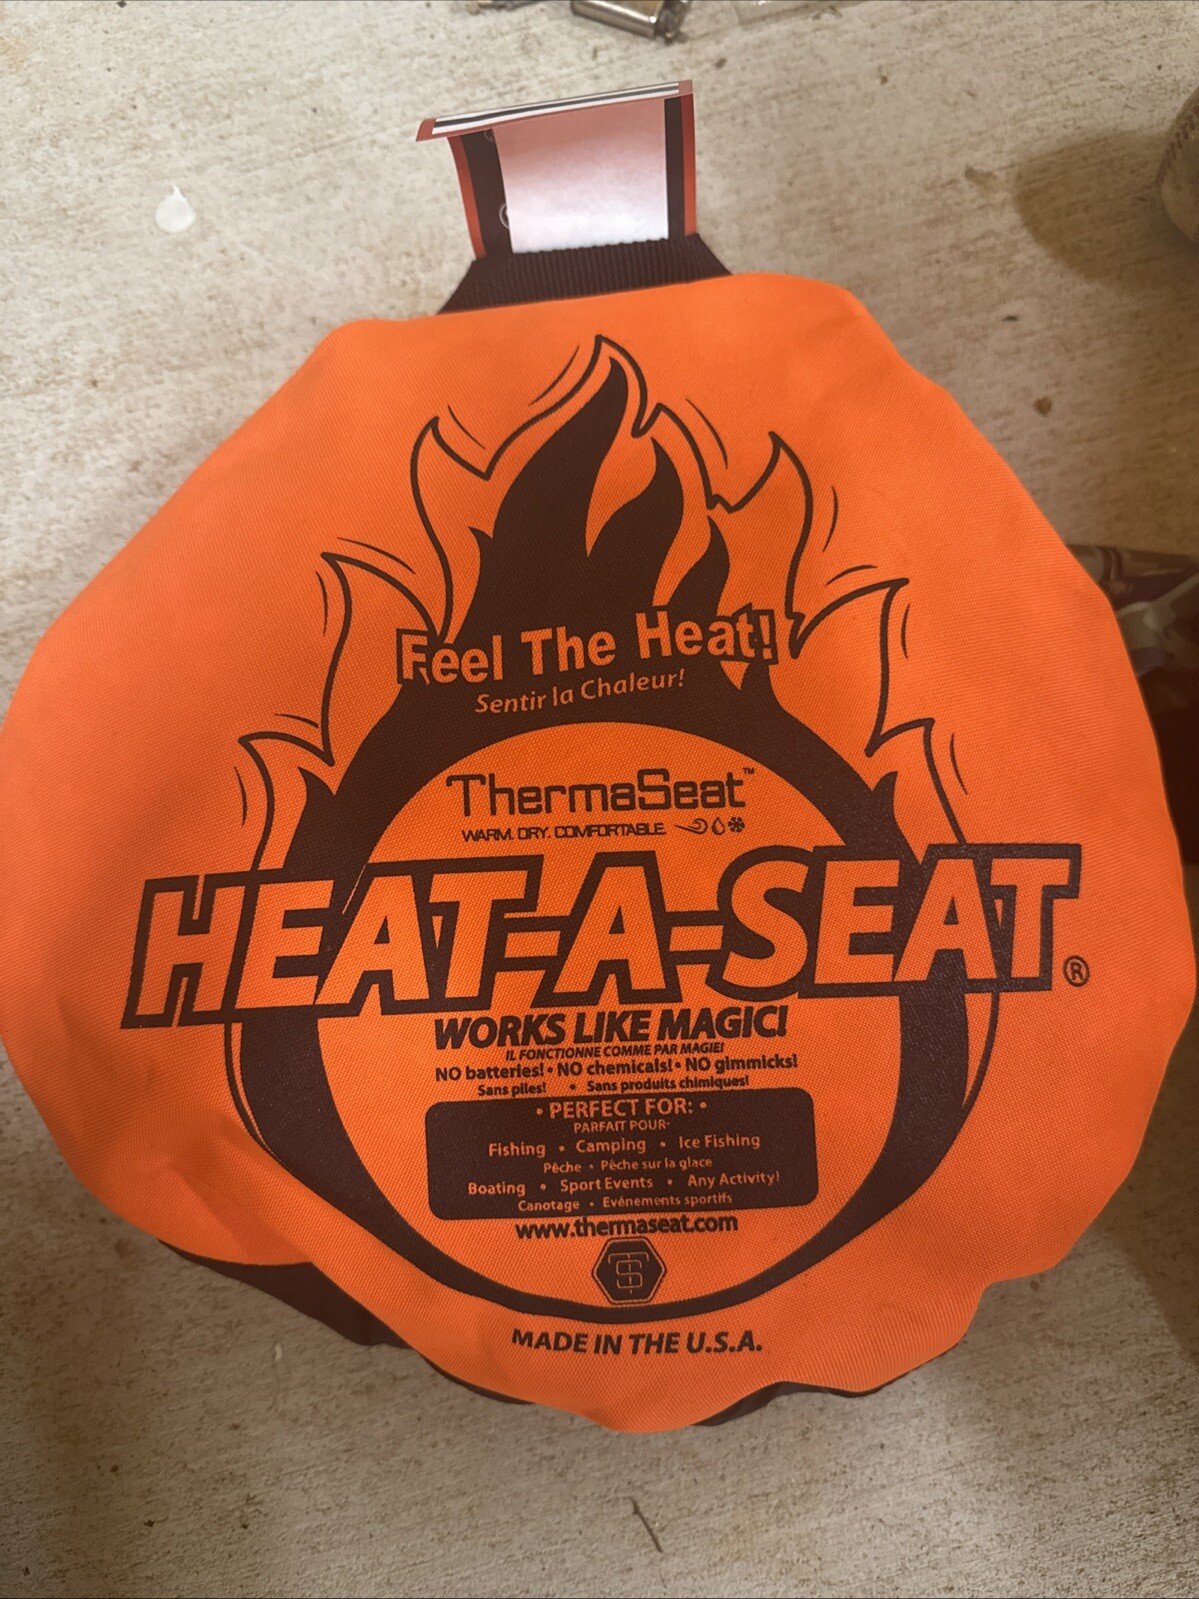 Feel The Heat!
Sentir la Chaleur!
ThermaSeat™
WARM. DRY. COMFORTABLE.
HEAT-A-SEAT®
WORKS LIKE MAGIC!
IL FONCTIONNE COMME PAR MAGIE!
NO batteries! • NO chemicals! • NO gimmicks!
Sans piles! • Sans produits chimiques!
• PERFECT FOR: •
PARFAIT POUR:
Fishing • Camping • Ice Fishing
Pêche • Pêche sur la glace
Boating • Sport Events • Any Activity!
Canotage • Evénements sportifs
www.thermaseat.com
TS
MADE IN THE U.S.A.